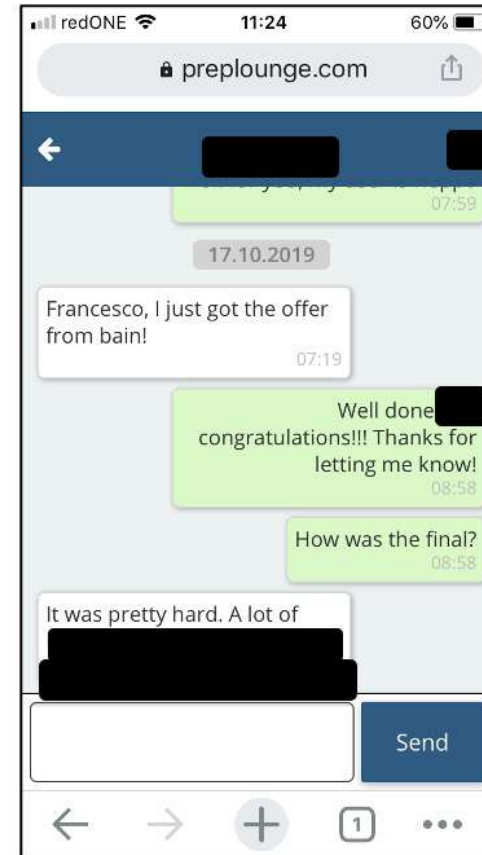 redONE 11:24 60%
preplounge.com
07:59
17.10.2019
Francesco, I just got the offer
from bain!
07:19
Well done
congratulations!!! Thanks for
letting me know!
08:58
How was the final?
08:58
It was pretty hard. A lot of
Send
1